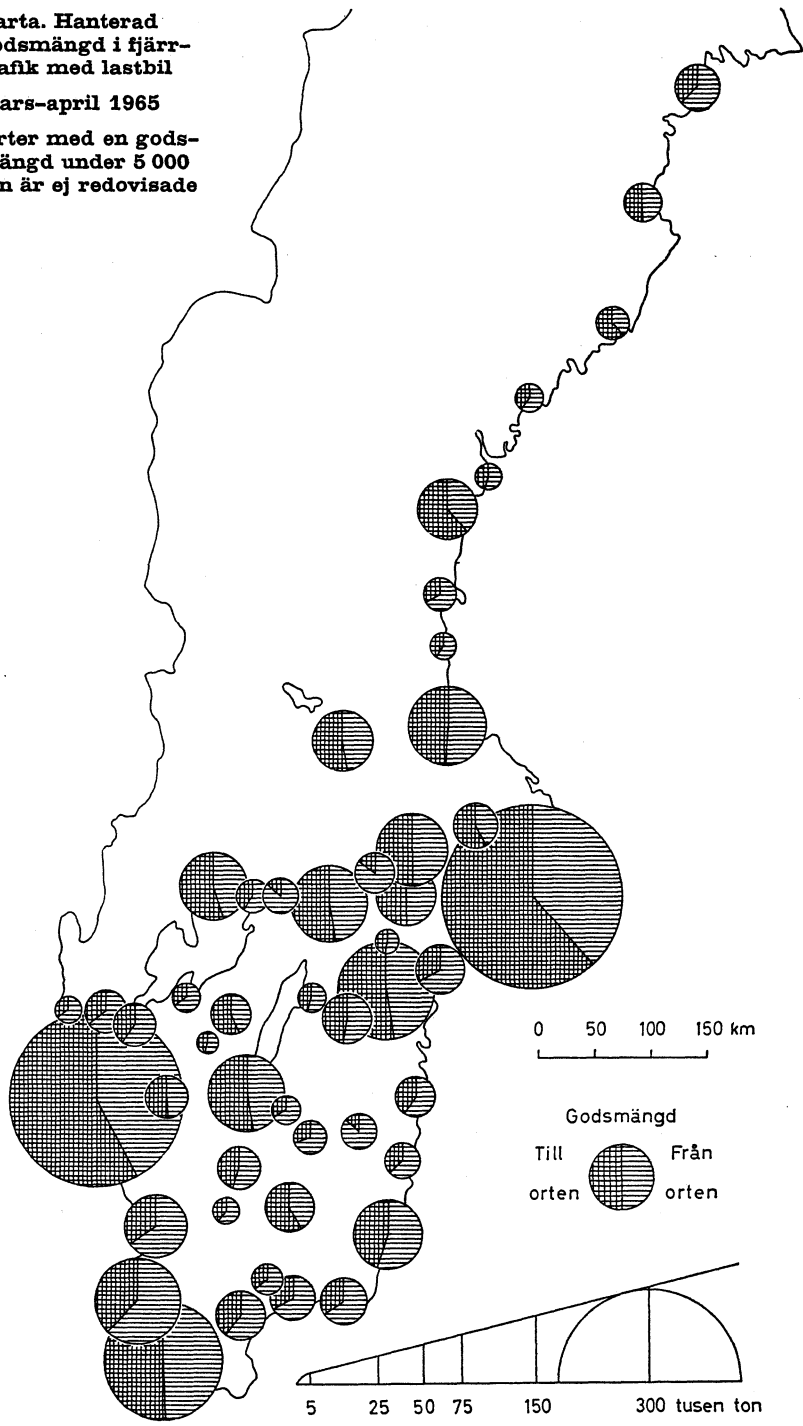 arta. Hanterad
odsmängd i fjärr-
afik med lastbil
ars-april 1965
rter med en gods-
ängd under 5 000
n är ej redovisade
0 50 100 150 km
Godsmängd
Till Från
orten orten
5 25 50 75 150 300 tusen ton